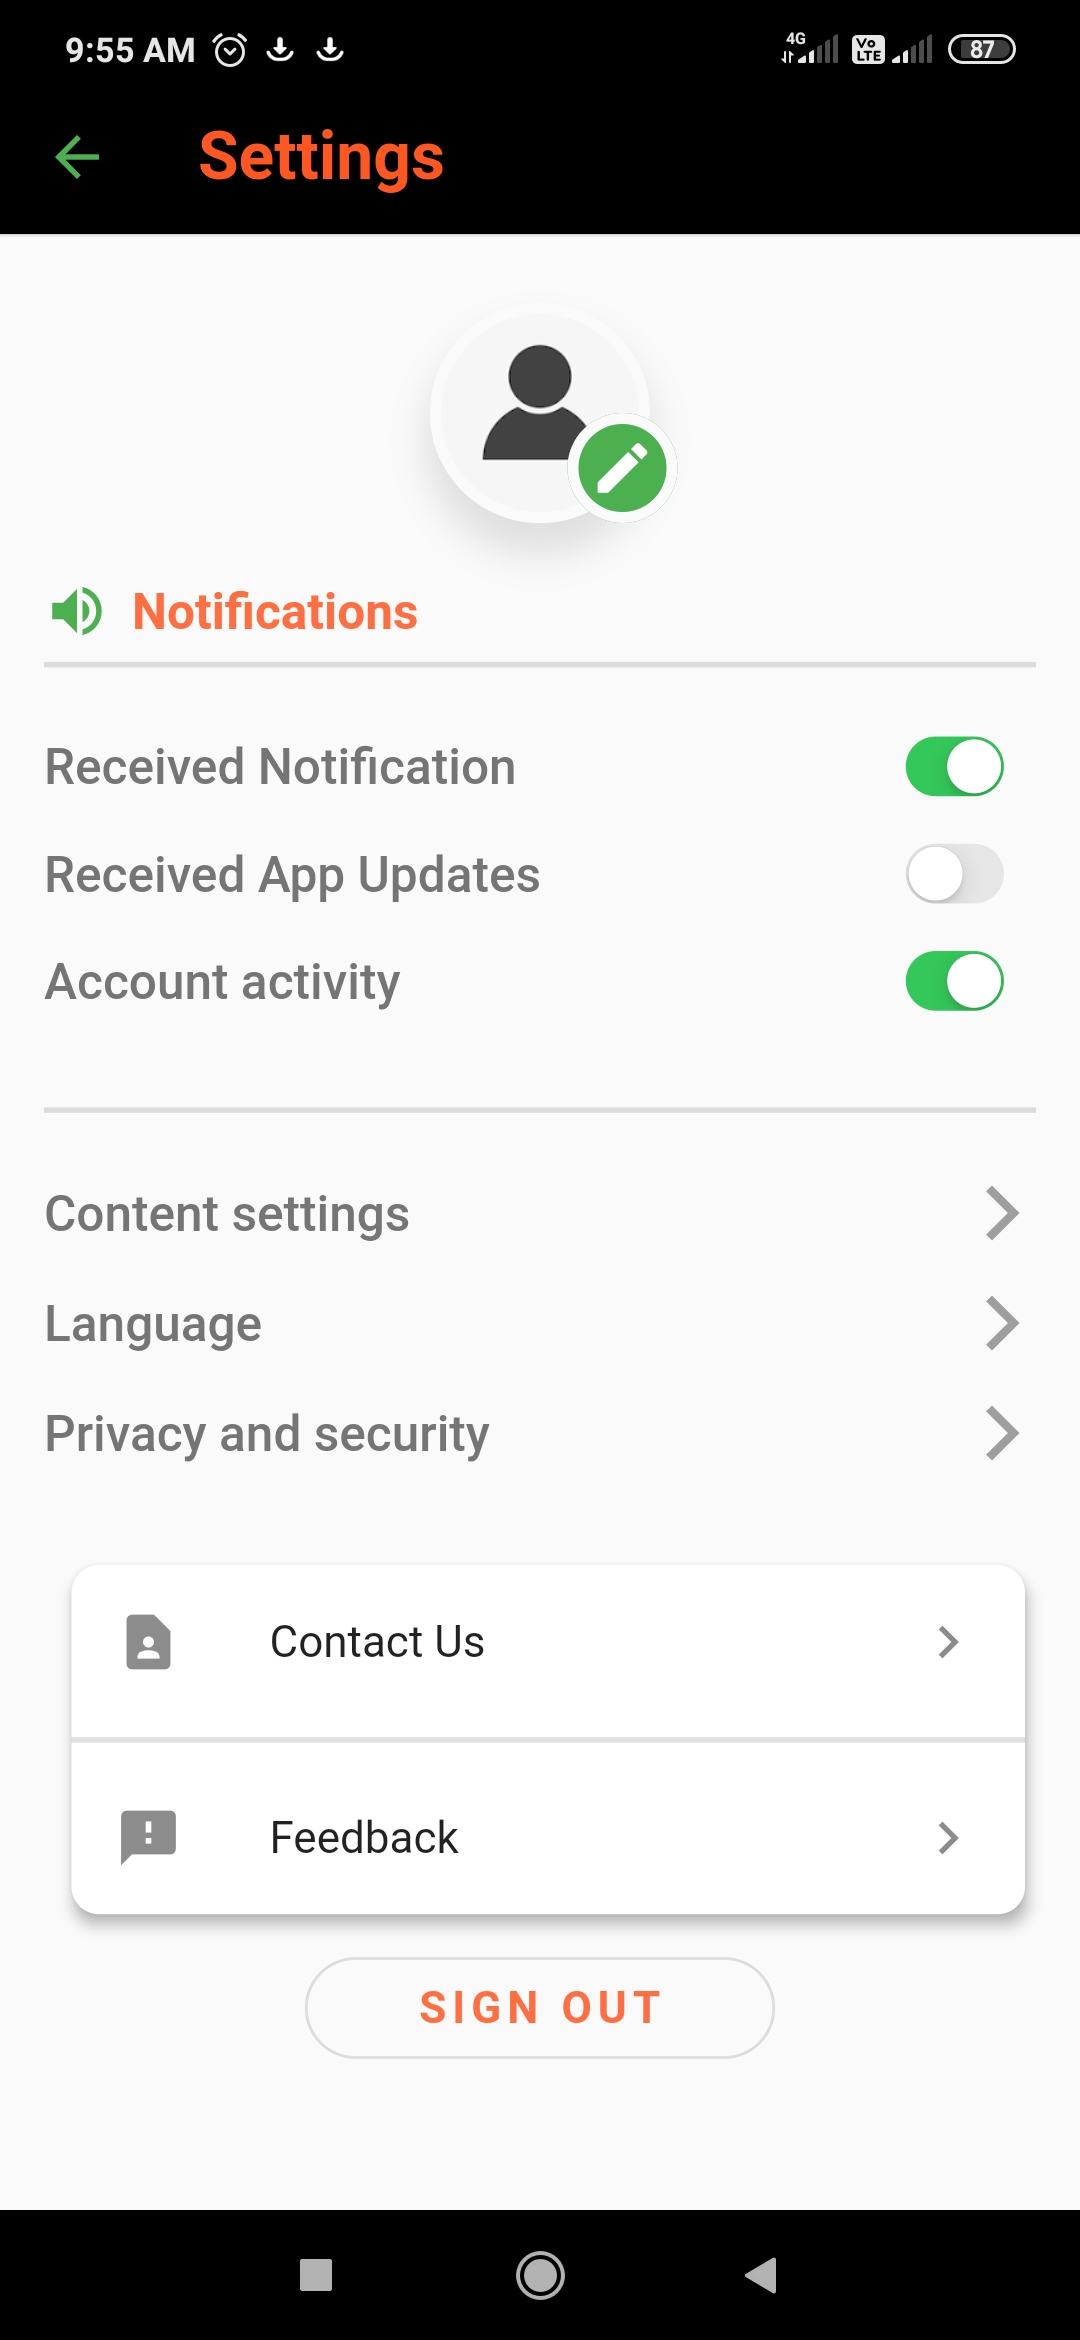 9:55 AM 4G Vo LTE 87
Settings
Notifications
Received Notification
Received App Updates
Account activity
Content settings
Language
Privacy and security
Contact Us
Feedback
SIGN OUT